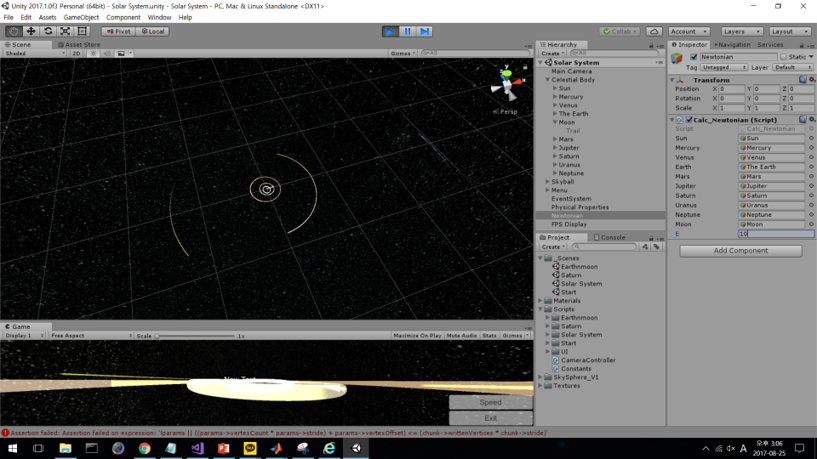 Unity 2017.1.0f3 Personal (64bit) - Solar System.unity - Solar System - PC, Mac & Linux Standalone <DX11>
File Edit Assets GameObject Component Window Help
Pivot Local Collab Account Layers Layout
Scene Asset Store
Shaded 2D Gizmos All
y
x
z
Persp
Game
Display 1 Free Aspect Scale 1x Maximize On Play Mute Audio Stats Gizmos
New Text
Speed
Exit
Hierarchy
Create All
Solar System
Main Camera
Celestial Body
Sun
Mercury
Venus
The Earth
Moon
Trail
Mars
Jupiter
Saturn
Uranus
Neptune
Skyball
Menu
EventSystem
Physical Properties
Newtonian
FPS Display
Project Console
Create
_Scenes
Earthnmoon
Saturn
Solar System
Start
Materials
Scripts
Earthnmoon
Saturn
Solar System
Start
UI
CameraController
Constants
SkySphere_V1
Textures
Inspector Navigation Services
Newtonian Static
Tag Untagged Layer Default
Transform
Position X 0 Y 0 Z 0
Rotation X 0 Y 0 Z 0
Scale X 1 Y 1 Z 1
Calc_Newtonian (Script)
Script Calc_Newtonian
Sun Sun
Mercury Mercury
Venus Venus
Earth The Earth
Mars Mars
Jupiter Jupiter
Saturn Saturn
Uranus Uranus
Neptune Neptune
Moon Moon
E 10
Add Component
Assertion failed: Assertion failed on expression: '!params || ((params->vertexCount * params->stride) + params->vertexOffset) <= (chunk->writtenVertices * chunk->stride)'
A 오후 3:06
2017-08-25